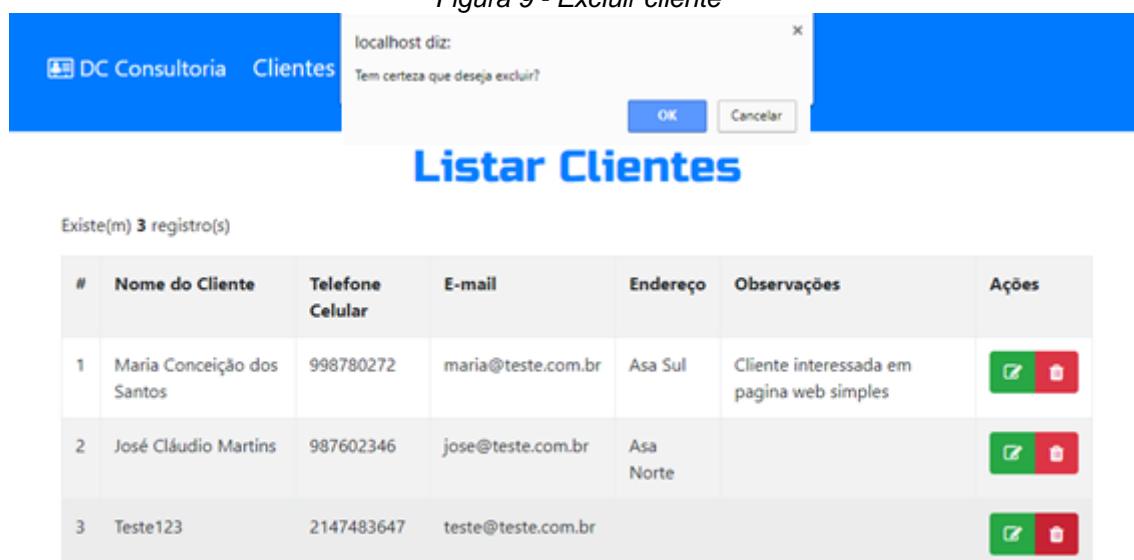 Figura 9 - Excluir cliente
localhost diz:
×
DC Consultoria Clientes
Tem certeza que deseja excluir?
OK Cancelar
Listar Clientes
Existe(m) 3 registro(s)
# Nome do Cliente Telefone Celular E-mail Endereço Observações Ações
1 Maria Conceição dos Santos 998780272 maria@teste.com.br Asa Sul Cliente interessada em pagina web simples
2 José Cláudio Martins 987602346 jose@teste.com.br Asa Norte
3 Teste123 2147483647 teste@teste.com.br